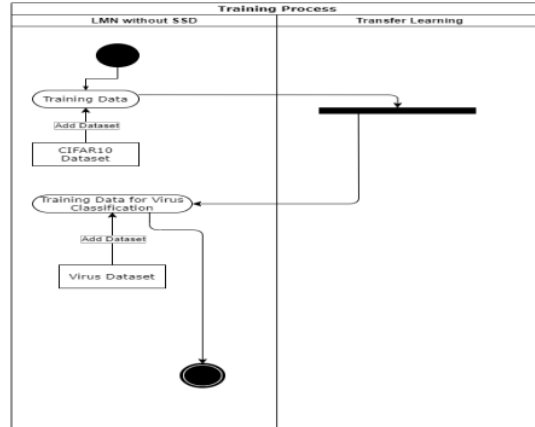 Training Process
LMN without SSD
Transfer Learning
Training Data
Add Dataset
CIFAR10
Dataset
Training Data for Virus
Classification
Add Dataset
Virus Dataset